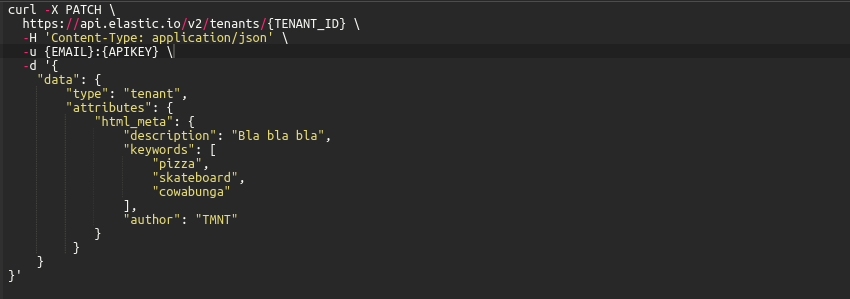 curl -X PATCH \
  https://api.elastic.io/v2/tenants/{TENANT_ID} \
  -H 'Content-Type: application/json' \
  -u {EMAIL}:{APIKEY} \
  -d '{
    "data": {
        "type": "tenant",
        "attributes": {
            "html_meta": {
                "description": "Bla bla bla",
                "keywords": [
                    "pizza",
                    "skateboard",
                    "cowabunga"
                ],
                "author": "TMNT"
            }
         }
    }
}'